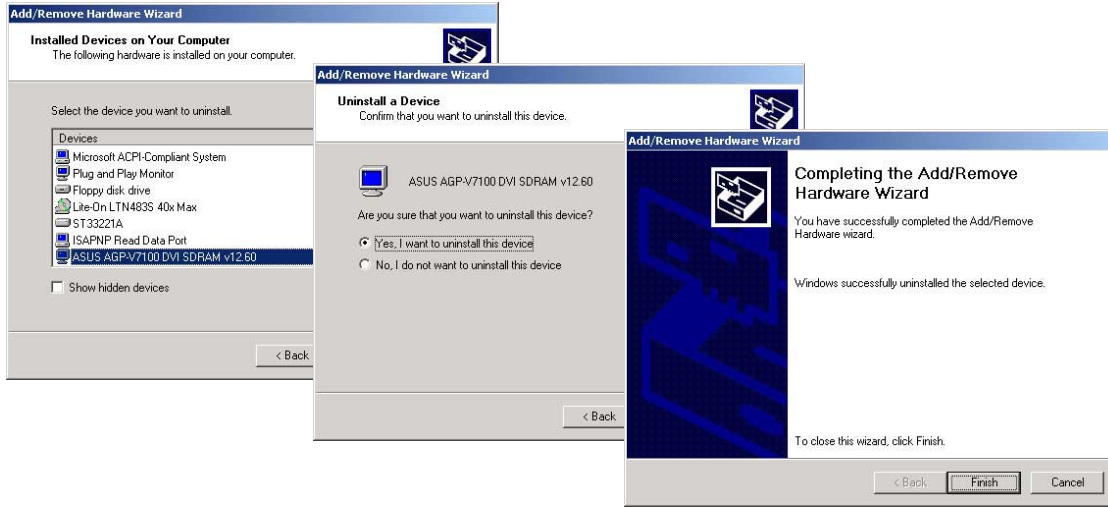 Add/Remove Hardware Wizard
Installed Devices on Your Computer
The following hardware is installed on your computer.
Select the device you want to uninstall.
Devices
Microsoft ACPI-Compliant System
Plug and Play Monitor
Floppy disk drive
Lite-On LTN483S 40x Max
ST33221A
ISAPNP Read Data Port
ASUS AGP-V7100 DVI SDRAM v12.60
Show hidden devices
< Back
Add/Remove Hardware Wizard
Uninstall a Device
Confirm that you want to uninstall this device.
ASUS AGP-V7100 DVI SDRAM v12.60
Are you sure that you want to uninstall this device?
Yes, I want to uninstall this device
No, I do not want to uninstall this device
< Back
Add/Remove Hardware Wizard
Completing the Add/Remove
Hardware Wizard
You have successfully completed the Add/Remove
Hardware wizard.
Windows successfully uninstalled the selected device.
To close this wizard, click Finish.
< Back
Finish
Cancel